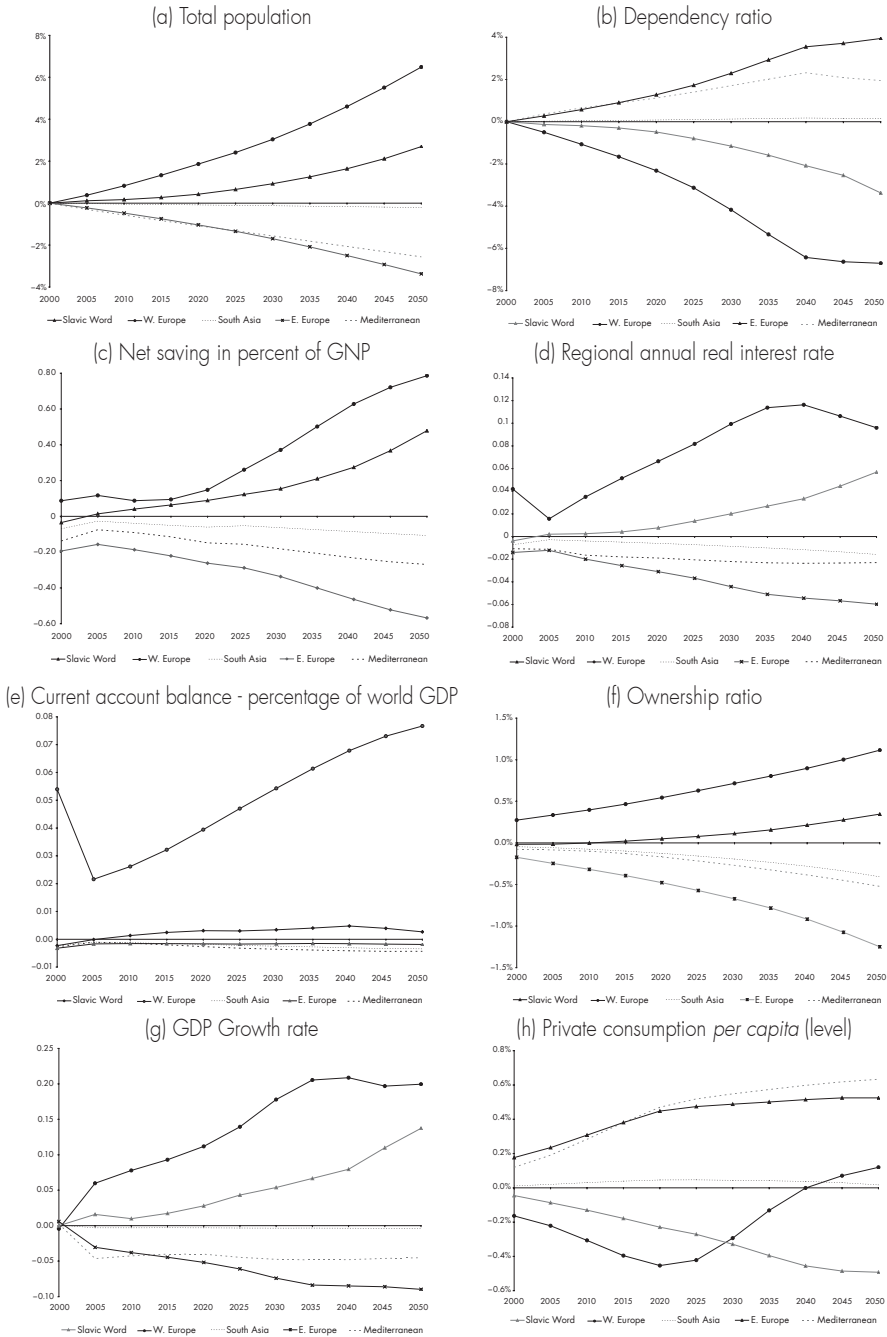 (a) Total population
8%
6%
4%
2%
0%
−2%
−4%
2000 2005 2010 2015 2020 2025 2030 2035 2040 2045 2050
Slavic Word W. Europe South Asia E. Europe Mediterranean
(b) Dependency ratio
4%
2%
0%
−2%
−4%
−6%
−8%
2000 2005 2010 2015 2020 2025 2030 2035 2040 2045 2050
Slavic Word W. Europe South Asia E. Europe Mediterranean
(c) Net saving in percent of GNP
0.80
0.60
0.40
0.20
0
−0.20
−0.40
−0.60
2000 2005 2010 2015 2020 2025 2030 2035 2040 2045 2050
Slavic Word W. Europe South Asia E. Europe Mediterranean
(d) Regional annual real interest rate
0.14
0.12
0.1
0.08
0.06
0.04
0.02
0
−0.02
−0.04
−0.06
−0.08
2000 2005 2010 2015 2020 2025 2030 2035 2040 2045 2050
Slavic Word W. Europe South Asia E. Europe Mediterranean
(e) Current account balance - percentage of world GDP
0.08
0.07
0.06
0.05
0.04
0.03
0.02
0.01
0.00
−0.01
2000 2005 2010 2015 2020 2025 2030 2035 2040 2045 2050
Slavic Word W. Europe South Asia E. Europe Mediterranean
(f) Ownership ratio
1.5%
1.0%
0.5%
0.0%
−0.5%
−1.0%
−1.5%
2000 2005 2010 2015 2020 2025 2030 2035 2040 2045 2050
Slavic Word W. Europe South Asia E. Europe Mediterranean
(g) GDP Growth rate
0.25
0.20
0.15
0.10
0.05
0.00
−0.05
−0.10
2000 2005 2010 2015 2020 2025 2030 2035 2040 2045 2050
Slavic Word W. Europe South Asia E. Europe Mediterranean
(h) Private consumption per capita (level)
0.8%
0.6%
0.4%
0.2%
0.0%
−0.2%
−0.4%
−0.6%
2000 2005 2010 2015 2020 2025 2030 2035 2040 2045 2050
Slavic Word W. Europe South Asia E. Europe Mediterranean